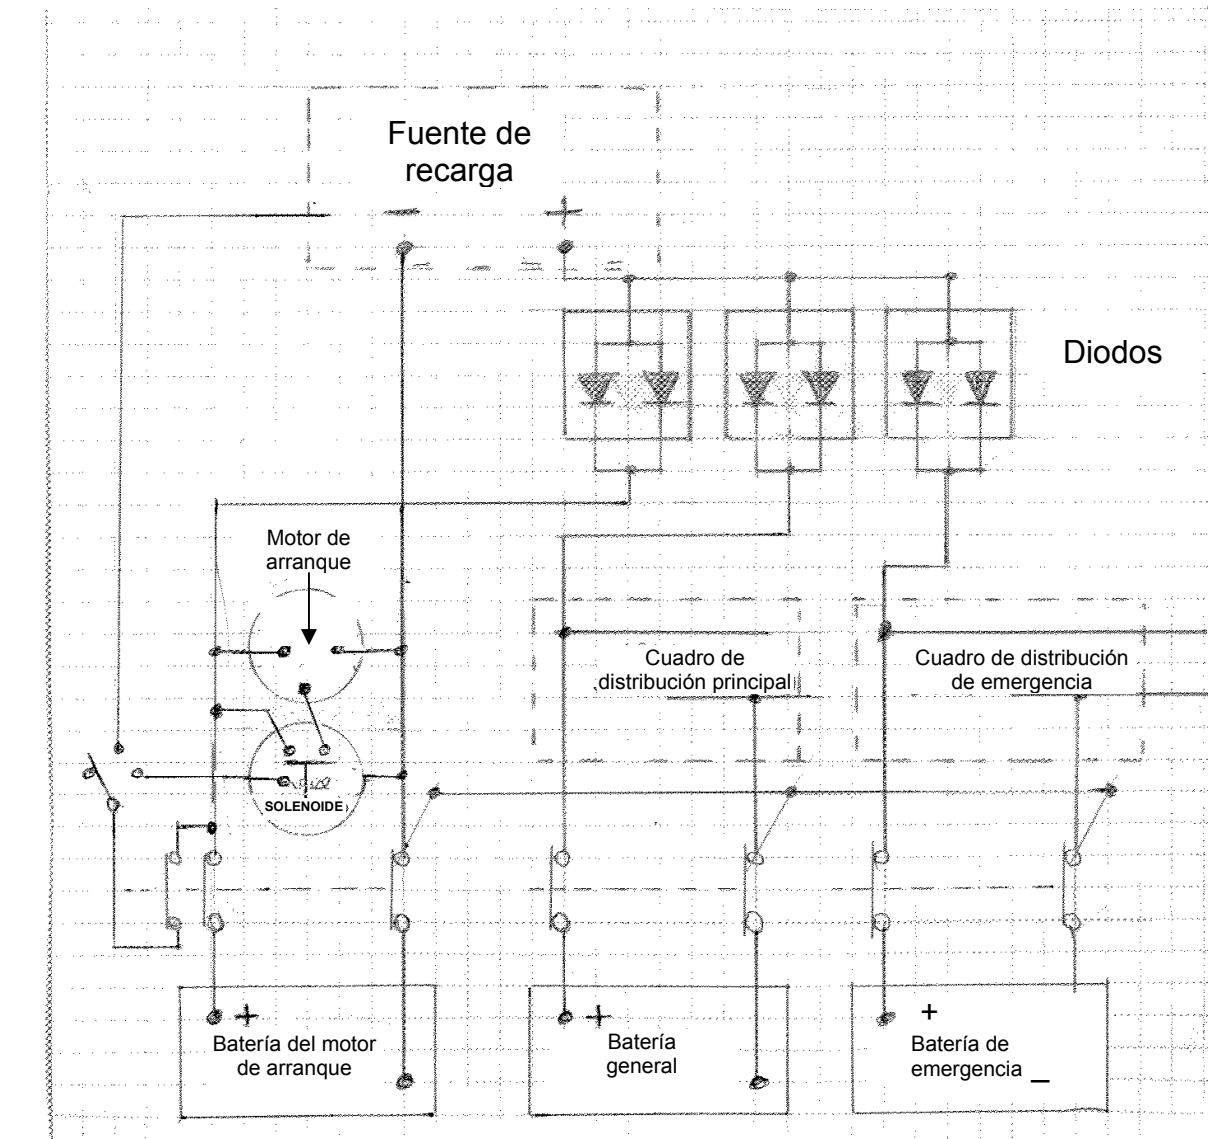 Fuente de
recarga
− +
Diodos
Motor de
arranque
Cuadro de
distribución principal
Cuadro de distribución
de emergencia
SOLENOIDE
+
Batería del motor
de arranque
+
Batería
general
+
Batería de
emergencia −